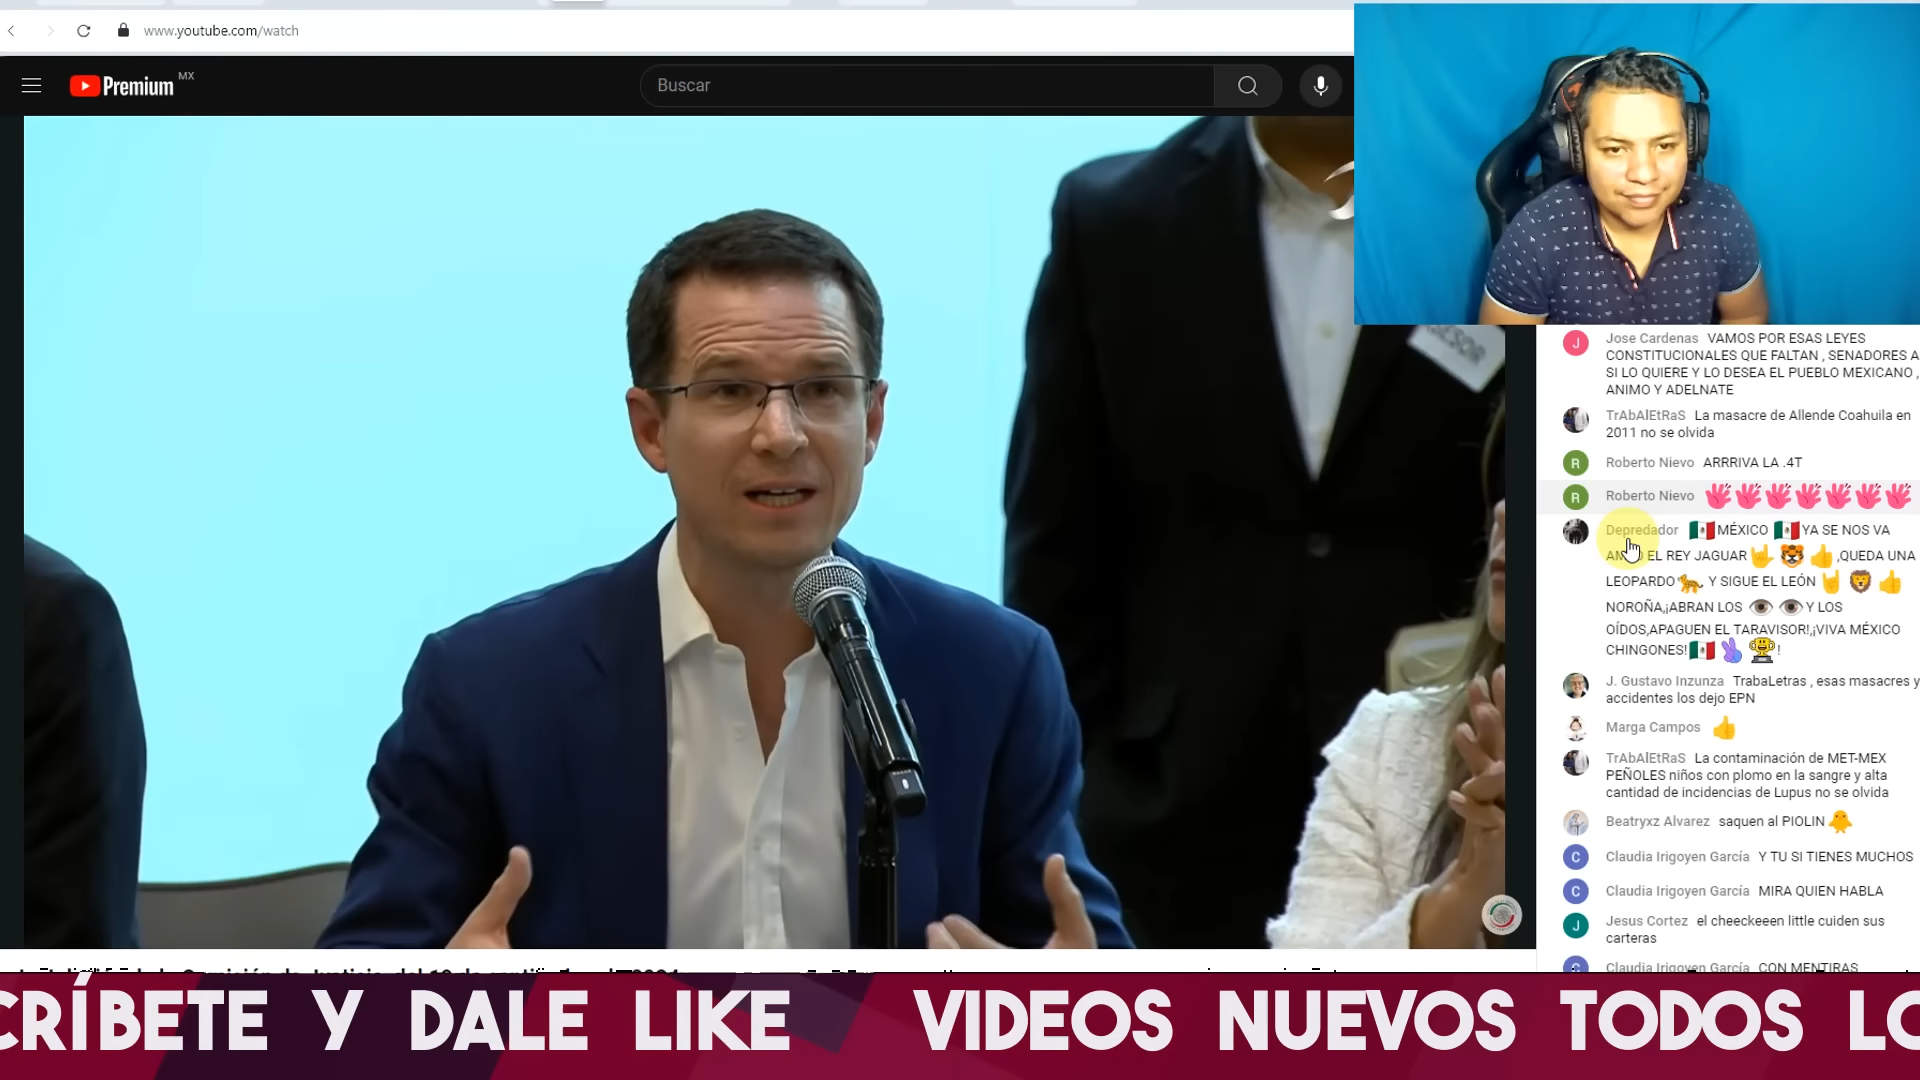 www.youtube.com/watch
Premium MX
Buscar
Jose Cardenas VAMOS POR ESAS LEYES
CONSTITUCIONALES QUE FALTAN , SENADORES A
SI LO QUIERE Y LO DESEA EL PUEBLO MEXICANO ,
ANIMO Y ADELNATE
TrAbAlEtRaS La masacre de Allende Coahuila en
2011 no se olvida
Roberto Nievo ARRRIVA LA .4T
Roberto Nievo
Depredador 🇲🇽MÉXICO 🇲🇽YA SE NOS VA
EL REY JAGUAR🤘🐯👍,QUEDA UNA
LEOPARDO🐆 Y SIGUE EL LEÓN🤘🦁👍
NOROÑA,¡ABRAN LOS 👁👁Y LOS
OÍDOS,APAGUEN EL TARAVISOR!,¡VIVA MÉXICO
CHINGONES!🇲🇽✌🏆!
J. Gustavo Inzunza TrabaLetras , esas masacres y
accidentes los dejo EPN
Marga Campos 👍
TrAbAlEtRaS La contaminación de MET-MEX
PEÑOLES niños con plomo en la sangre y alta
cantidad de incidencias de Lupus no se olvida
Beatryxz Alvarez saquen al PIOLIN🐥
Claudia Irigoyen García Y TU SI TIENES MUCHOS
Claudia Irigoyen García MIRA QUIEN HABLA
Jesus Cortez el cheeckeeen little cuiden sus
carteras
Claudia Irigoyen García CON MENTIRAS
CRÍBETE Y DALE LIKE VIDEOS NUEVOS TODOS LO